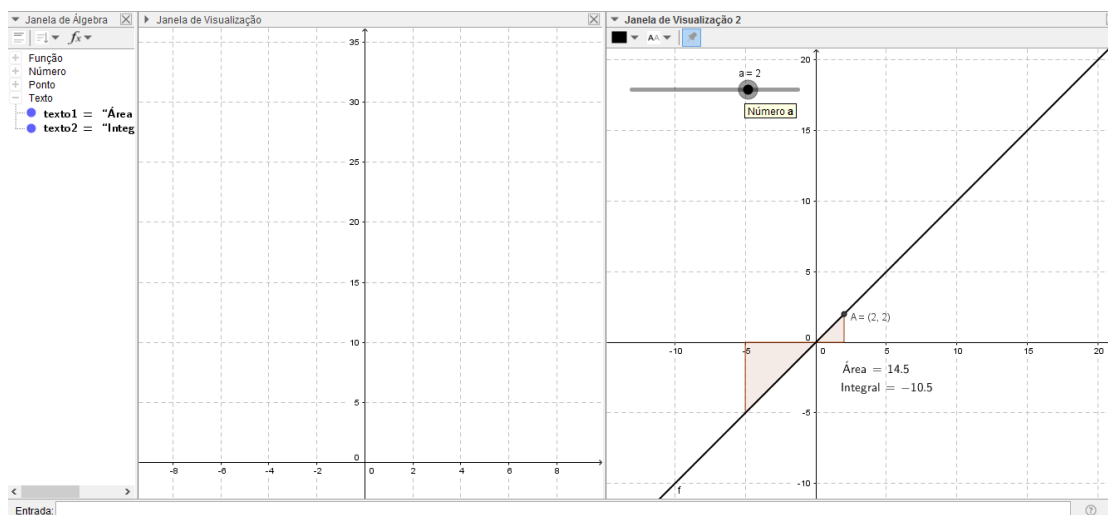 Janela de Álgebra
Função
Número
Ponto
Texto
texto1 = "Área
texto2 = "Integ
Janela de Visualização
35
30
25
20
15
10
5
0
-8
-6
-4
-2
0
2
4
6
8
Janela de Visualização 2
AA
a = 2
Número a
20
15
10
5
0
-5
-10
-10
-5
0
5
10
15
20
A = (2, 2)
Área = 14.5
Integral = −10.5
f
Entrada: